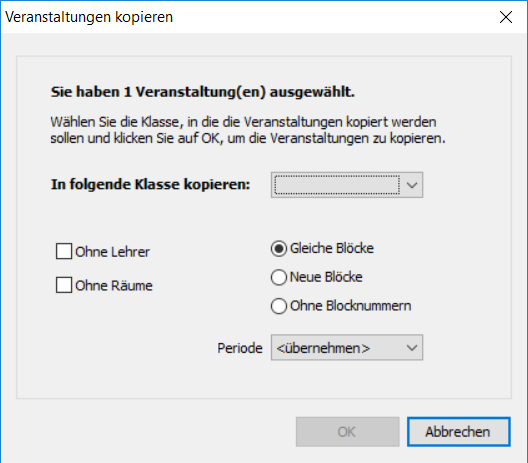 Veranstaltungen kopieren
Sie haben 1 Veranstaltung(en) ausgewählt.
Wählen Sie die Klasse, in die die Veranstaltungen kopiert werden
sollen und klicken Sie auf OK, um die Veranstaltungen zu kopieren.
In folgende Klasse kopieren:
Ohne Lehrer
Gleiche Blöcke
Ohne Räume
Neue Blöcke
Ohne Blocknummern
Periode <übernehmen>
OK Abbrechen